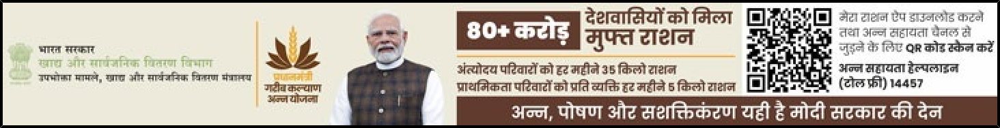 भारत सरकार
खाद्य और सार्वजनिक वितरण विभाग
उपभोक्ता मामले, खाद्य और सार्वजनिक वितरण मंत्रालय
प्रधानमंत्री
गरीब कल्याण
अन्न योजना
80+ करोड़
देशवासियों को मिला
मुफ्त राशन
अंत्योदय परिवारों को हर महीने 35 किलो राशन
प्राथमिकता परिवारों को प्रति व्यक्ति हर महीने 5 किलो राशन
मेरा राशन ऐप डाउनलोड करने
तथा अन्न सहायता चैनल से
जुड़ने के लिए QR कोड स्कैन करें
अन्न सहायता हेल्पलाइन
(टोल फ्री) 14457
अन्न, पोषण और सशक्तिकंरण यही है मोदी सरकार की देन